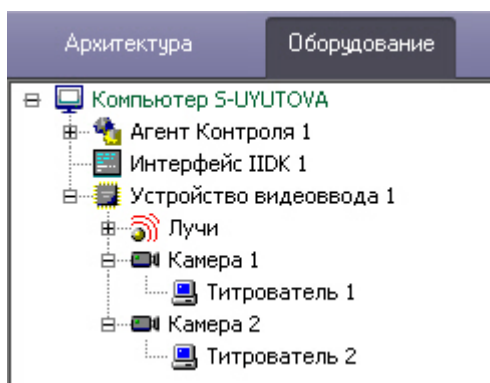 Архитектура Оборудование
Компьютер S-UYUTOVA
Агент Контроля 1
Интерфейс IIDK 1
Устройство видеоввода 1
Лучи
Камера 1
Титрователь 1
Камера 2
Титрователь 2